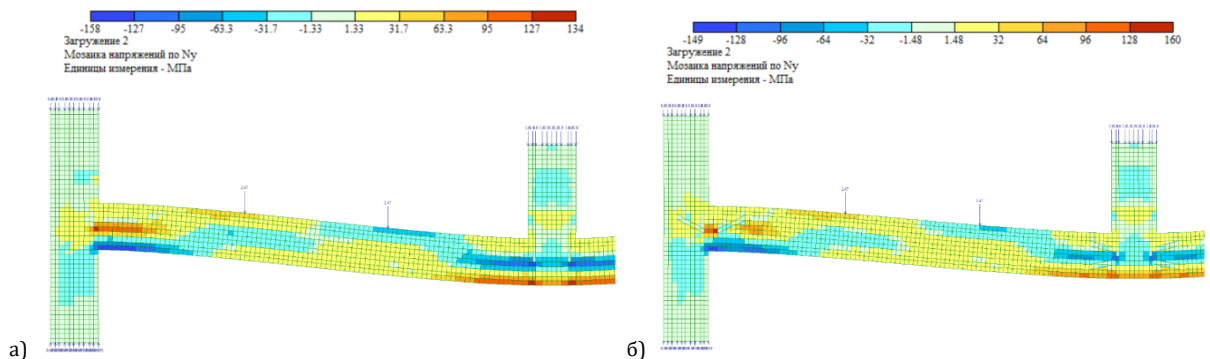 -158 -127 -95 -63.3 -31.7 -1.33 1.33 31.7 63.3 95 127 134
Загружение 2
Мозаика напряжений по Ny
Единицы измерения - МПа
а)
-149 -128 -96 -64 -32 -1.48 1.48 32 64 96 128 160
Загружение 2
Мозаика напряжений по Ny
Единицы измерения - МПа
б)